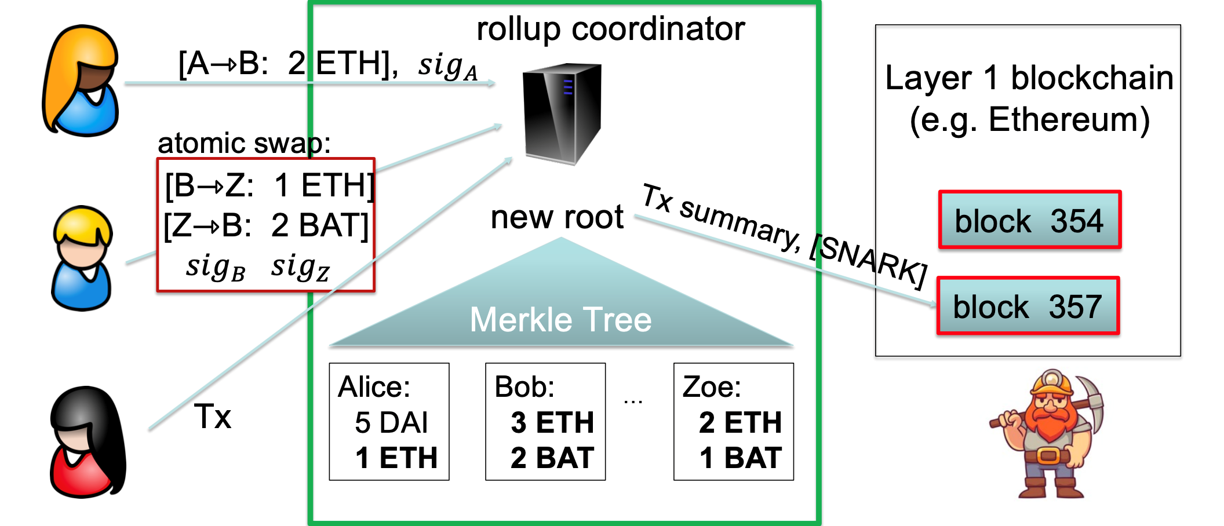 rollup coordinator
[A→B: 2 ETH], sig_A
Layer 1 blockchain
(e.g. Ethereum)
atomic swap:
[B→Z: 1 ETH]
[Z→B: 2 BAT]
sig_B sig_Z
new root
Tx summary, [SNARK]
block 354
block 357
Merkle Tree
Tx
Alice:
5 DAI
1 ETH
Bob:
3 ETH
2 BAT
...
Zoe:
2 ETH
1 BAT